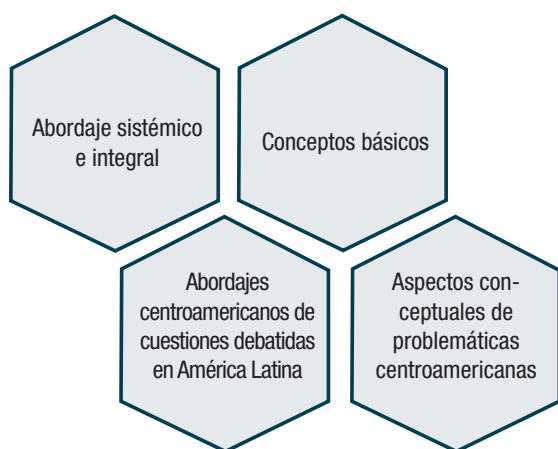 Abordaje sistémico
e integral
Conceptos básicos
Abordajes
centroamericanos de
cuestiones debatidas
en América Latina
Aspectos con-
ceptuales de
problemáticas
centroamericanas